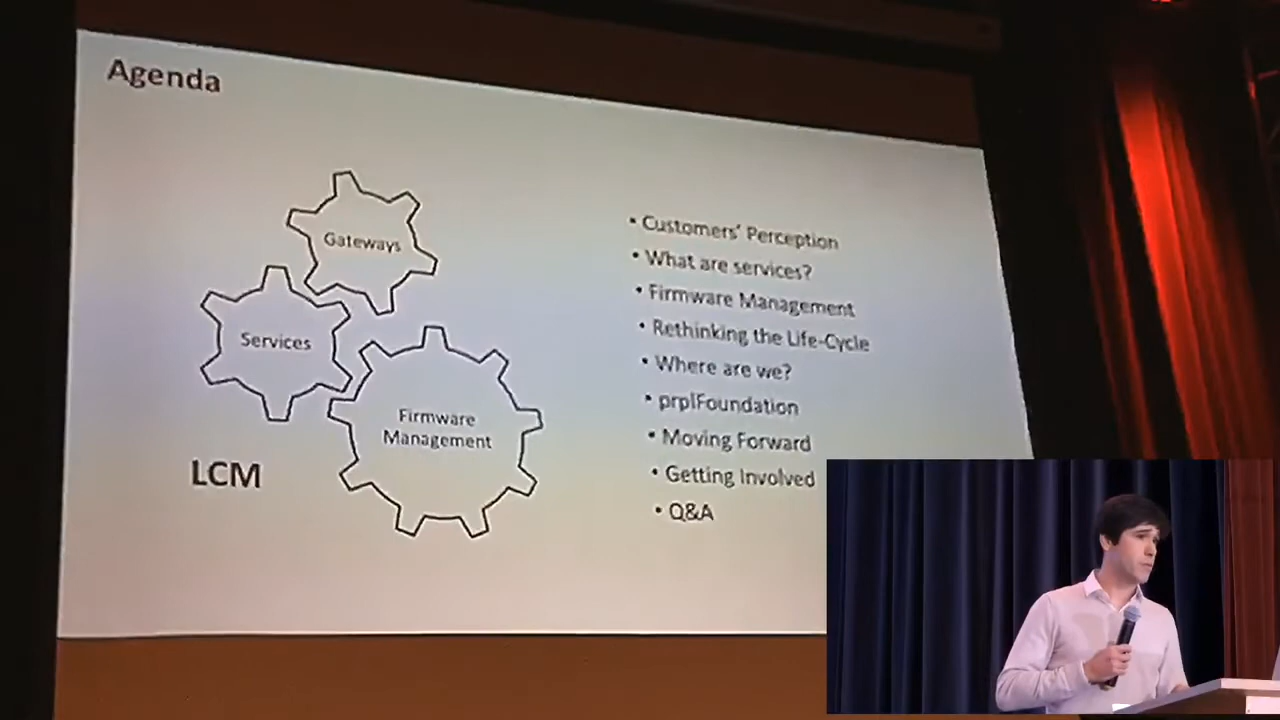 Agenda
Gateways
Services
Firmware
Management
LCM
• Customers' Perception
• What are services?
• Firmware Management
• Rethinking the Life-Cycle
• Where are we?
• prplFoundation
• Moving Forward
• Getting Involved
• Q&A